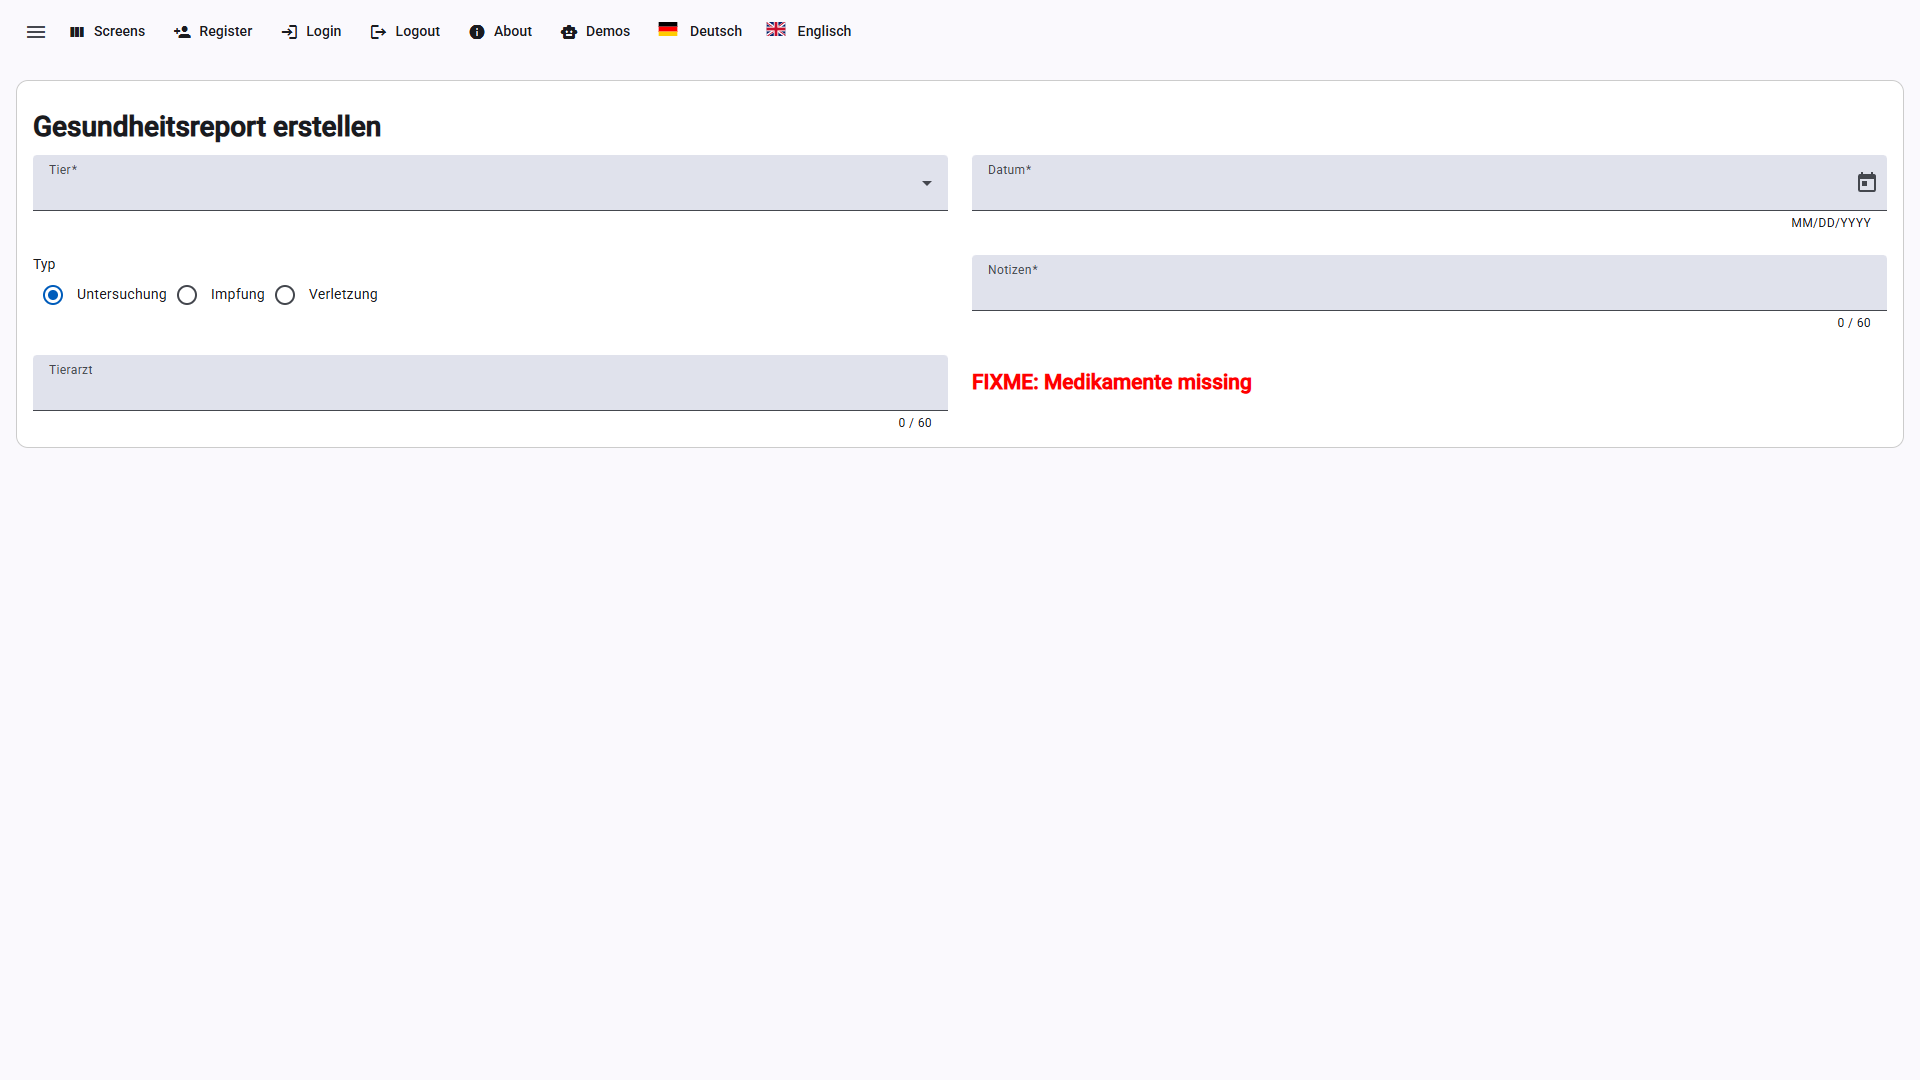 Screens Register Login Logout About Demos Deutsch Englisch
Gesundheitsreport erstellen
Tier*
Datum*
MM/DD/YYYY
Typ
Untersuchung Impfung Verletzung
Notizen*
0 / 60
Tierarzt
0 / 60
FIXME: Medikamente missing